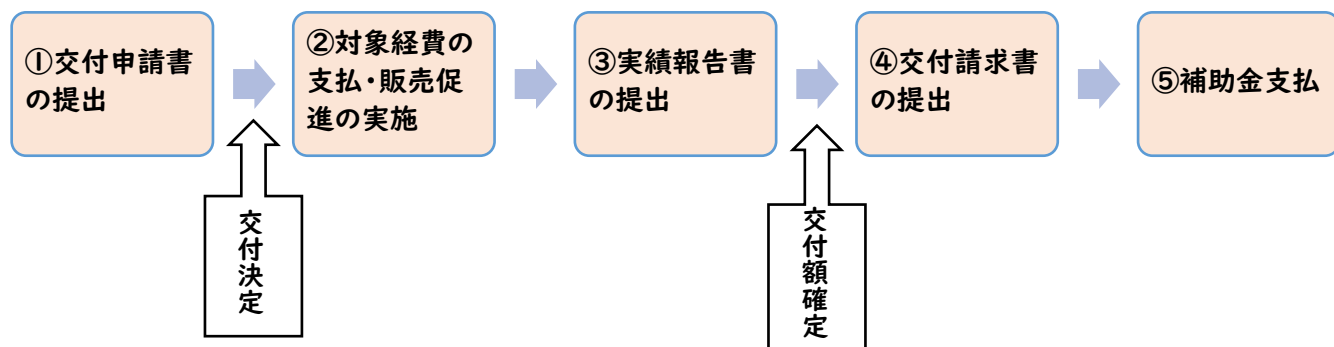 ①交付申請書
の提出
②対象経費の
支払・販売促
進の実施
③実績報告書
の提出
④交付請求書
の提出
⑤補助金支払
交付決定
交付額確定